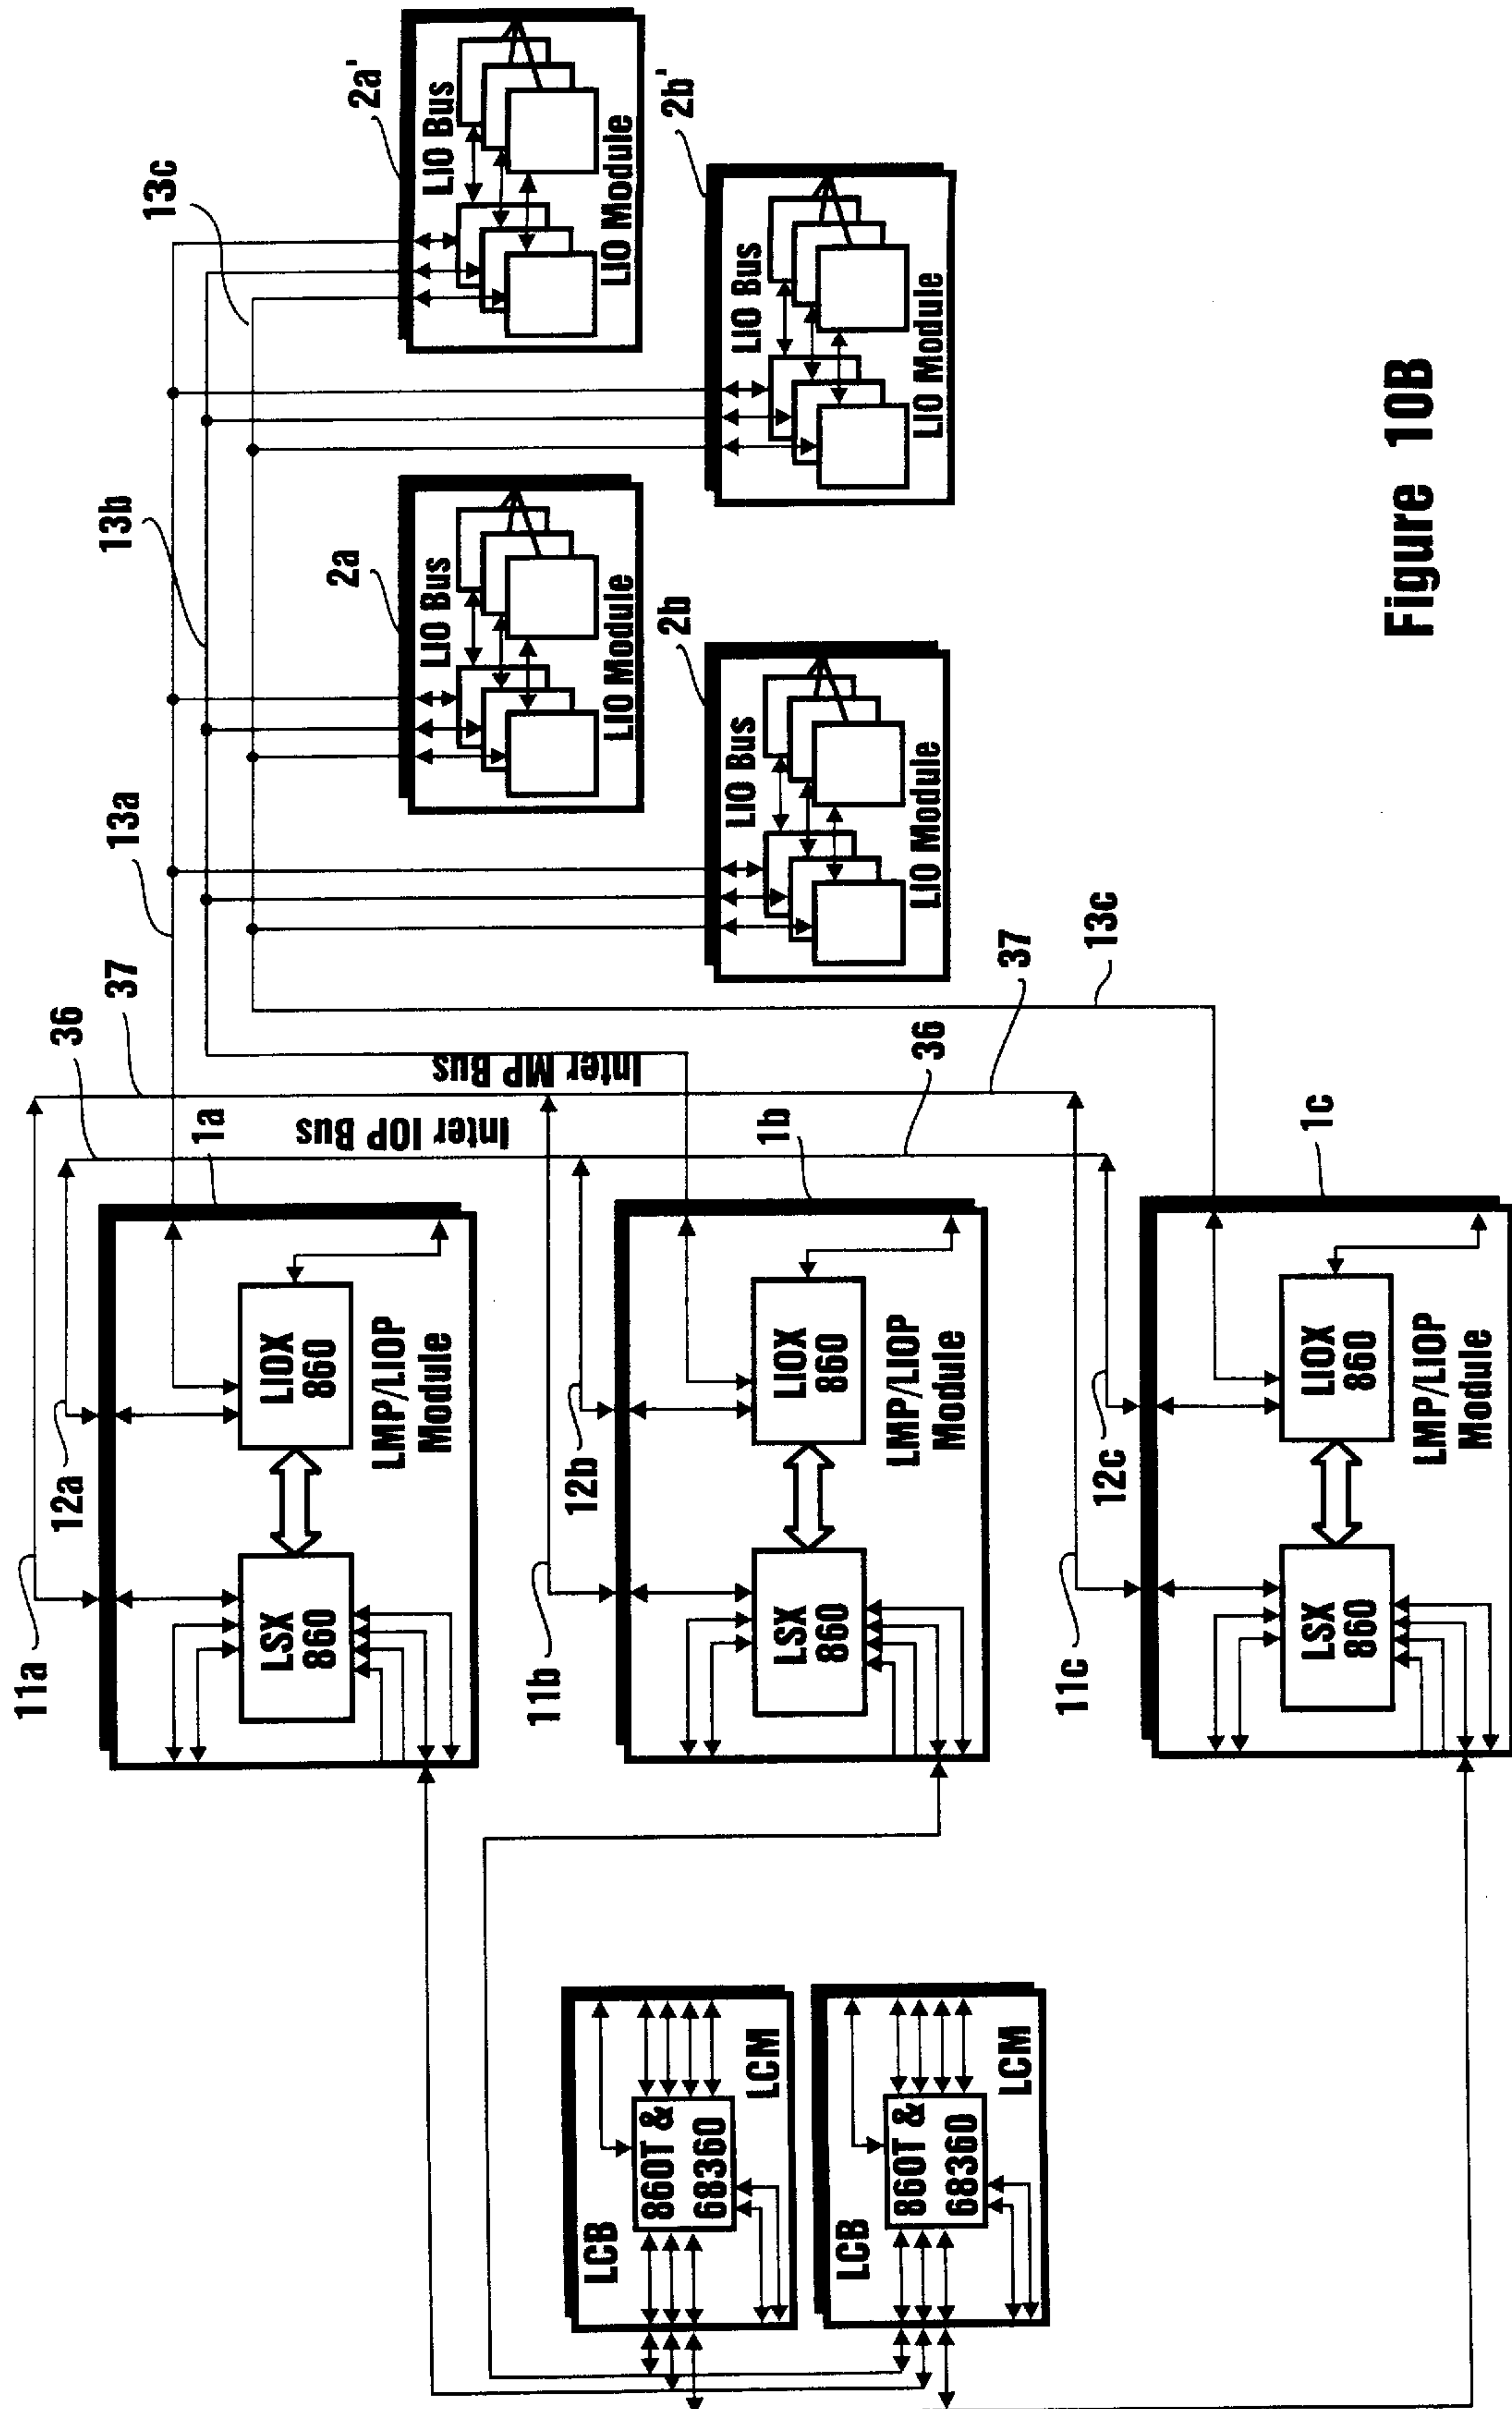 13c
2a'
LIO Bus
LIO Module
2b'
LIO Bus
LIO Module
13b
2a
LIO Bus
LIO Module
2b
LIO Bus
LIO Module
13a
37
36
Inter MP Bus
Inter IOP Bus
36
37
13c
1a
12a
11a
LSX
860
LIOX
860
LMP/LIOP
Module
1b
12b
11b
LSX
860
LIOX
860
LMP/LIOP
Module
1c
12c
11c
LSX
860
LIOX
860
LMP/LIOP
Module
LCB
860T &
68360
LCM
LCB
860T &
68360
LCM
Figure 10B